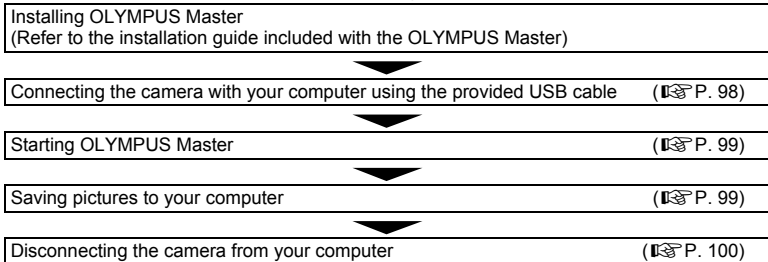 Installing OLYMPUS Master
(Refer to the installation guide included with the OLYMPUS Master)
Connecting the camera with your computer using the provided USB cable (☞P. 98)
Starting OLYMPUS Master (☞P. 99)
Saving pictures to your computer (☞P. 99)
Disconnecting the camera from your computer (☞P. 100)